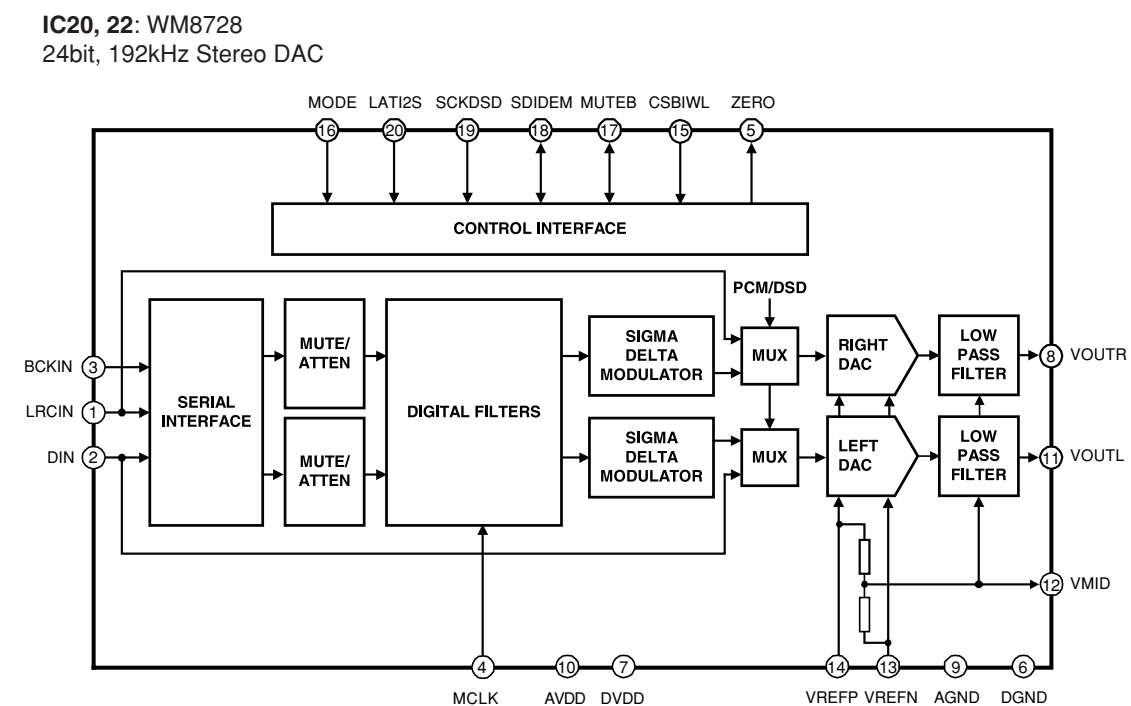 IC20, 22: WM8728
24bit, 192kHz Stereo DAC
MODE LATI2S SCKDSD SDIDEM MUTEB CSBIWL ZERO
16 20 19 18 17 15 5
CONTROL INTERFACE
PCM/DSD
BCKIN 3
LRCIN 1
DIN 2
SERIAL
INTERFACE
MUTE/
ATTEN
MUTE/
ATTEN
DIGITAL FILTERS
SIGMA
DELTA
MODULATOR
SIGMA
DELTA
MODULATOR
MUX
MUX
RIGHT
DAC
LEFT
DAC
LOW
PASS
FILTER
LOW
PASS
FILTER
8 VOUTR
11 VOUTL
12 VMID
4 10 7 14 13 9 6
MCLK AVDD DVDD VREFP VREFN AGND DGND